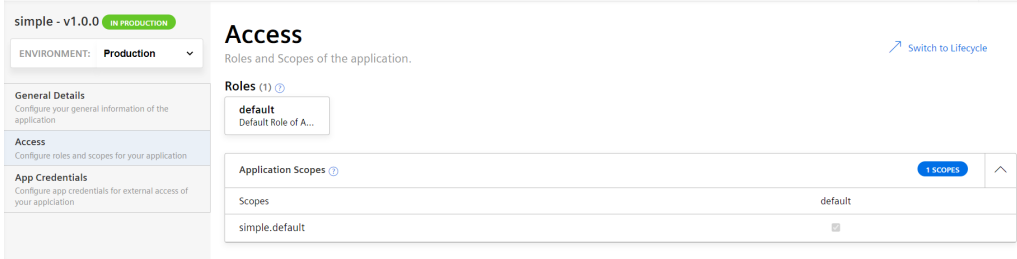 simple - v1.0.0 IN PRODUCTION
ENVIRONMENT: Production
General Details
Configure your general information of the
application
Access
Configure roles and scopes for your application
App Credentials
Configure app credentials for external access of
your applciation
Access
Roles and Scopes of the application.
Switch to Lifecycle
Roles (1)
default
Default Role of A...
Application Scopes
1 SCOPES
Scopes default
simple.default